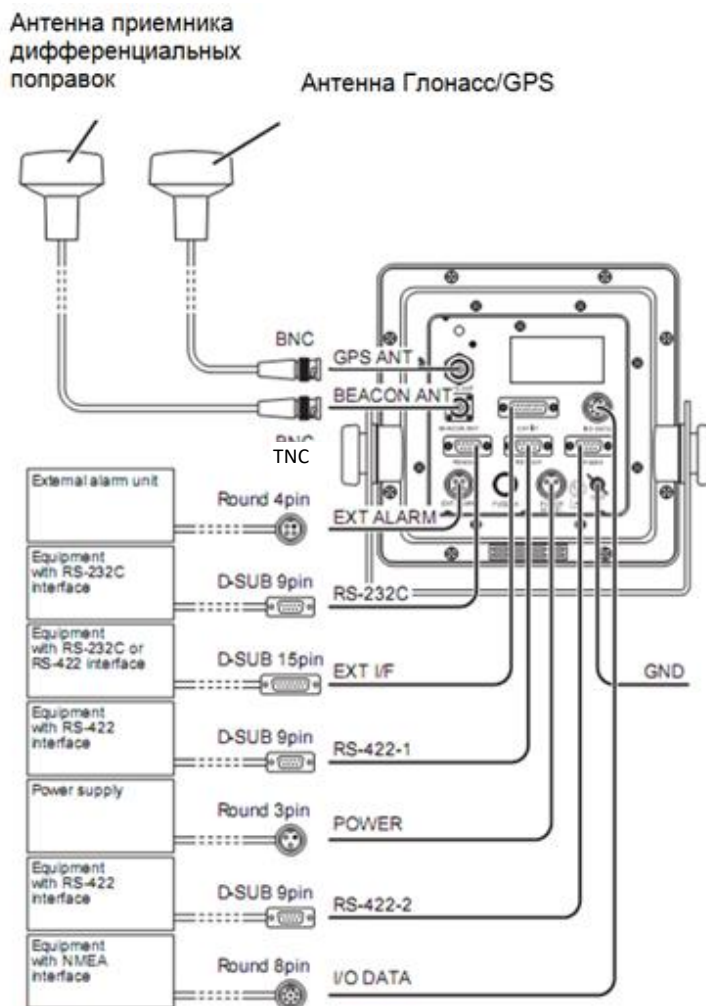 Антенна приемника
дифференциальных
поправок
Антенна Глонасс/GPS
BNC
GPS ANT
BEACON ANT
TNC
External alarm unit
Round 4pin
EXT ALARM
Equipment
with RS-232C
interface
D-SUB 9pin
RS-232C
Equipment
with RS-232C or
RS-422 interface
D-SUB 15pin
EXT I/F
GND
Equipment
with RS-422
interface
D-SUB 9pin
RS-422-1
Power supply
Round 3pin
POWER
Equipment
with RS-422
interface
D-SUB 9pin
RS-422-2
Equipment
with NMEA
interface
Round 8pin
I/O DATA